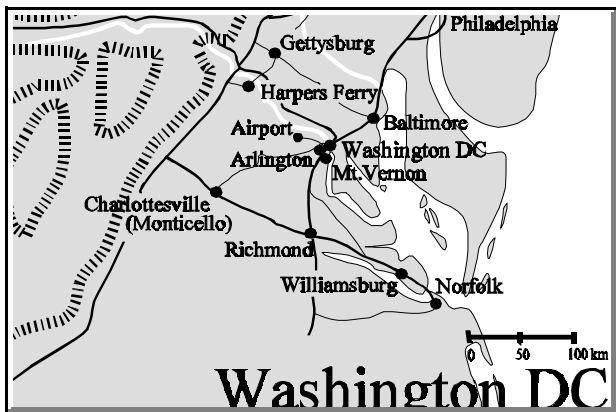 Philadelphia
Gettysburg
Harpers Ferry
Baltimore
Airport
Washington DC
Arlington
Mt.Vernon
Charlottesville
(Monticello)
Richmond
Williamsburg
Norfolk
0 50 100 km
Washington DC